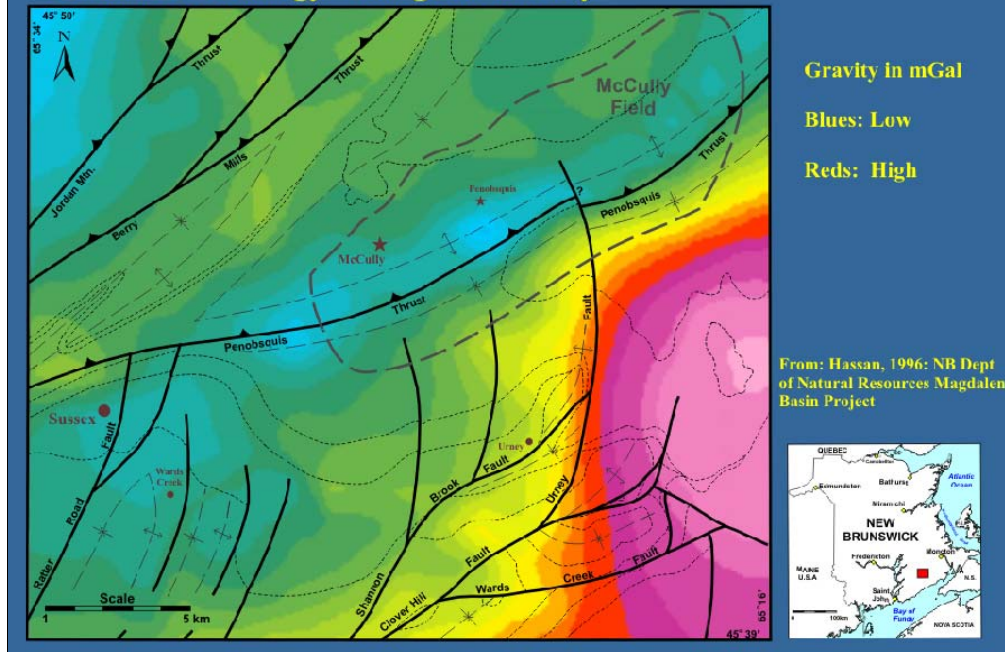 45° 50'
65° 34'
N
Thrust
Thrust
McCully
Field
Jordan Mtn.
Mills
Berry
Penobsquis
Thrust
?
Penobsquis
McCully
Thrust
Fault
Penobsquis
Sussex
Fault
Wards
Creek
Urney
Fault
Brook
Urney
Road
Ratter
Fault
Fault
Creek
Wards
Shannon
Clover Hill
Scale
1 5 km
65° 16'
45° 39'
Gravity in mGal
Blues: Low
Reds: High
From: Hassan, 1996: NB Dept
of Natural Resources Magdalen
Basin Project
QUEBEC
Campbellton
Atlantic
Ocean
Bathurst
Edmundston
Miramichi
NEW
BRUNSWICK
Fredericton
Moncton
MAINE
U.S.A
N.S.
Saint
John
Bay of
Fundy
100km
NOVA SCOTIA